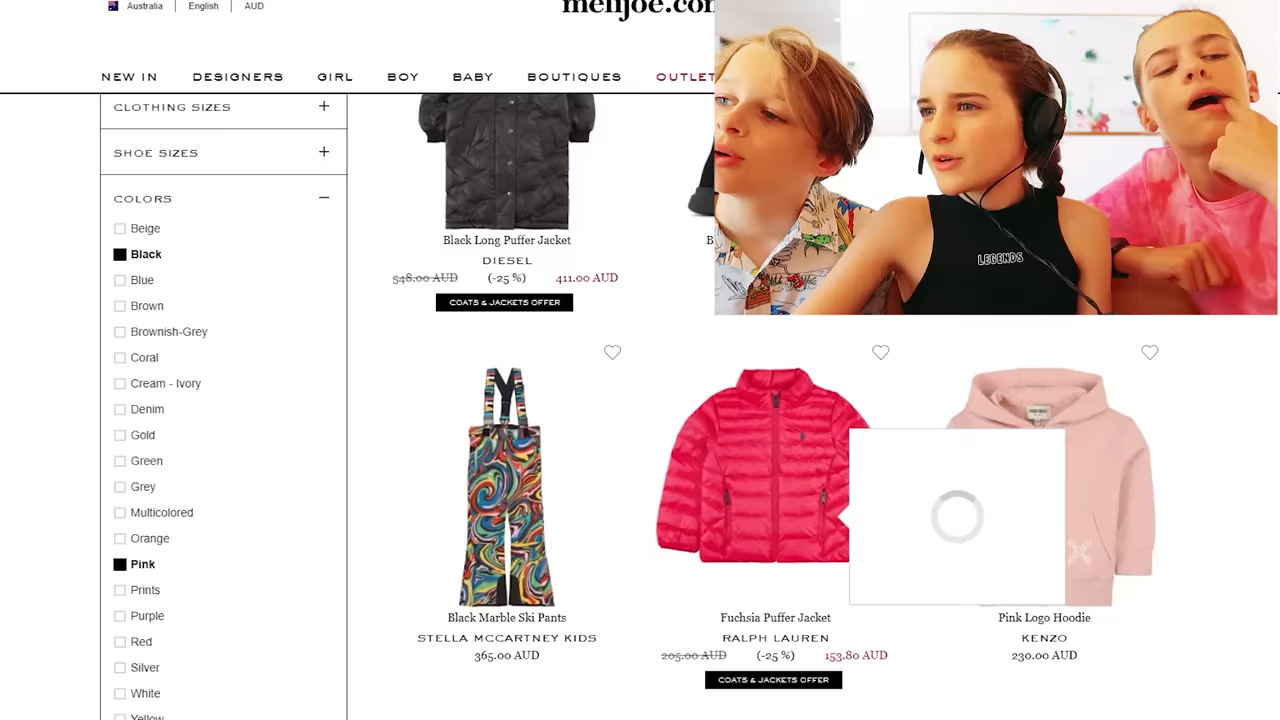 Australia English AUD
melijoe.com
NEW IN DESIGNERS GIRL BOY BABY BOUTIQUES OUTLET
CLOTHING SIZES +
SHOE SIZES +
COLORS −
Beige
Black
Blue
Brown
Brownish-Grey
Coral
Cream - Ivory
Denim
Gold
Green
Grey
Multicolored
Orange
Pink
Prints
Purple
Red
Silver
White
Yellow
Black Long Puffer Jacket
DIESEL
548.00 AUD (-25 %) 411.00 AUD
COATS & JACKETS OFFER
B
LEGENDS
Black Marble Ski Pants
STELLA MCCARTNEY KIDS
365.00 AUD
Fuchsia Puffer Jacket
RALPH LAUREN
205.00 AUD (-25 %) 153.80 AUD
COATS & JACKETS OFFER
Pink Logo Hoodie
KENZO
230.00 AUD